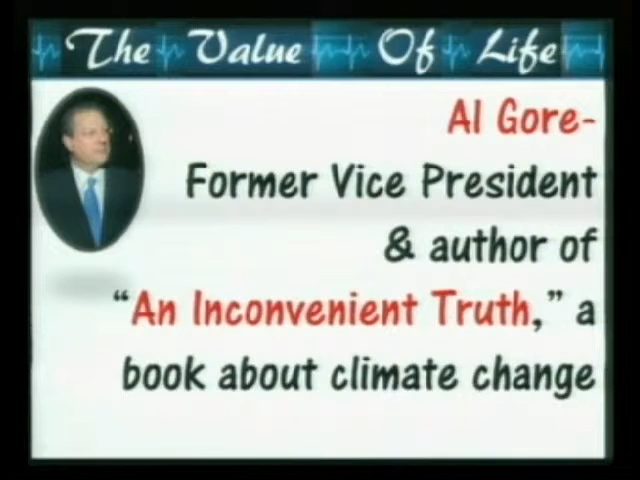 The Value Of Life
Al Gore-
Former Vice President
& author of
“An Inconvenient Truth,” a
book about climate change